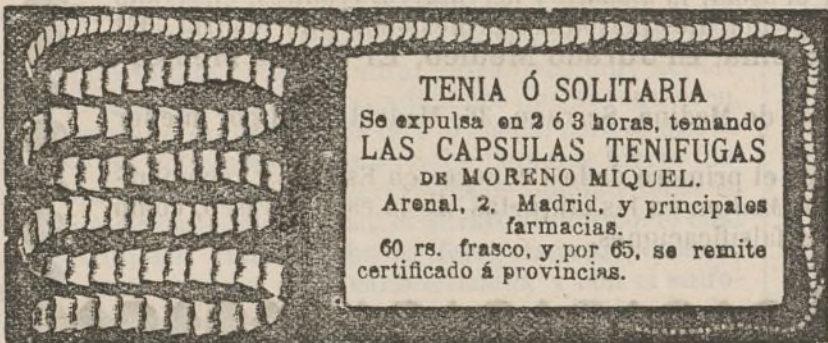 TENIA Ó SOLITARIA
Se expulsa en 2 ó 3 horas, temando
LAS CAPSULAS TENIFUGAS
DE MORENO MIQUEL.
Arenal, 2, Madrid, y principales
farmacias.
60 rs. frasco, y por 65, se remite
certificado á provincias.